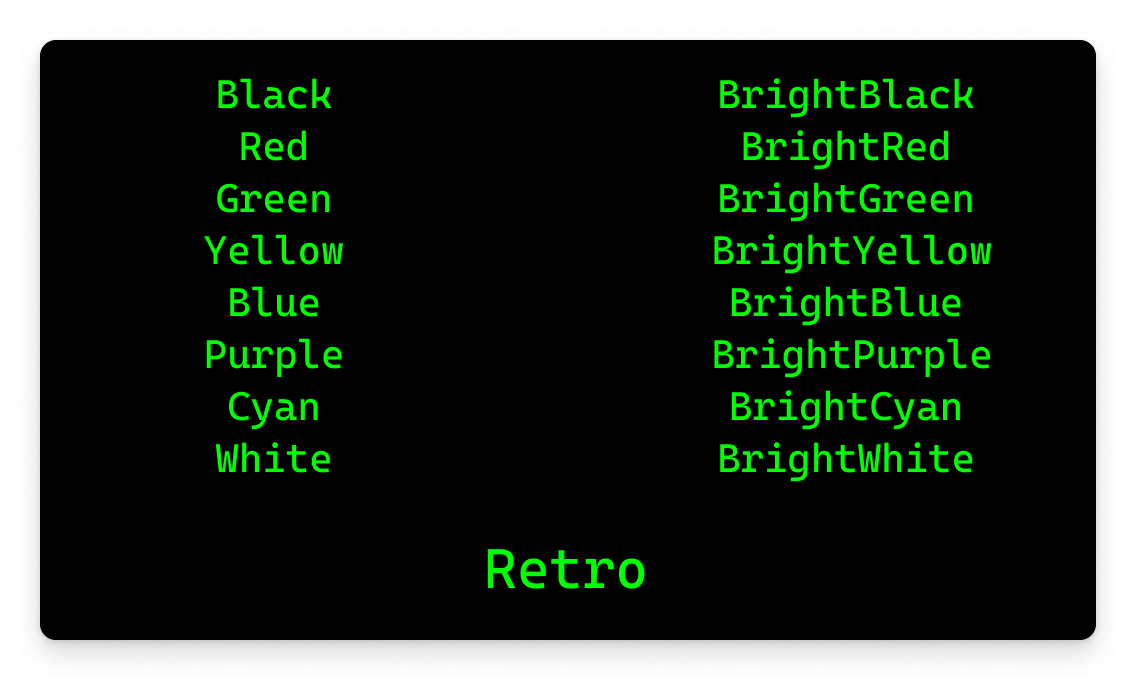 Black BrightBlack
Red BrightRed
Green BrightGreen
Yellow BrightYellow
Blue BrightBlue
Purple BrightPurple
Cyan BrightCyan
White BrightWhite
Retro